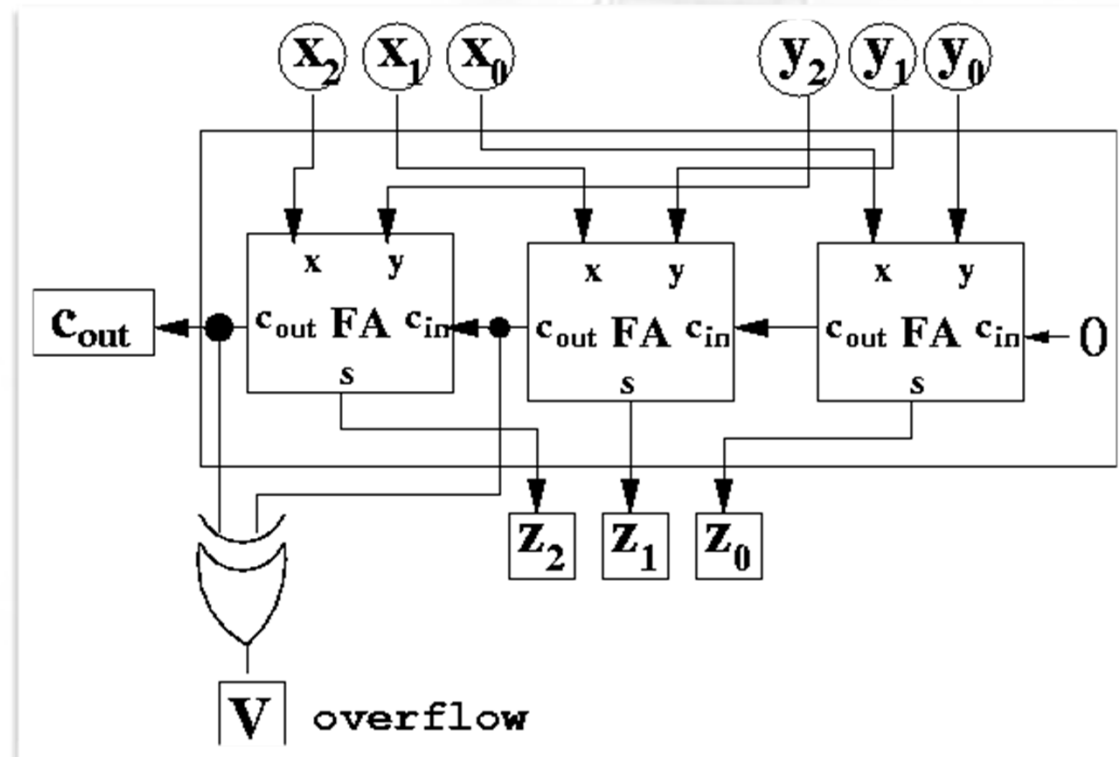 x2 x1 x0 y2 y1 y0
x y x y x y
cout cout FA cin cout FA cin cout FA cin 0
s s s
z2 z1 z0
V overflow